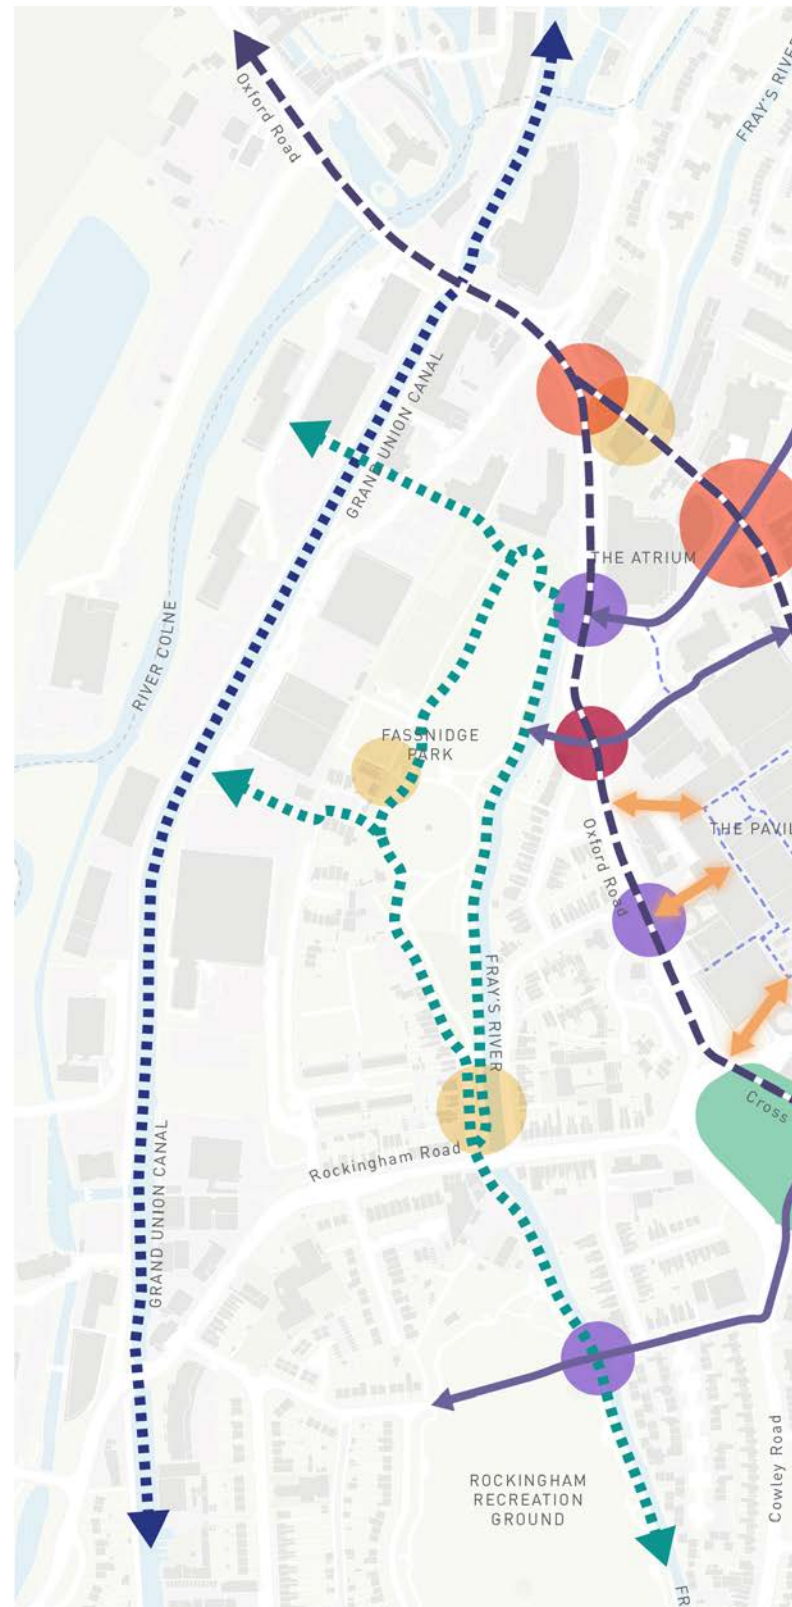 Oxford Road
FRAY'S RIVER
GRAND UNION CANAL
THE ATRIUM
RIVER COLNE
FASSNIDGE
PARK
THE PAVIL
Oxford Road
FRAY'S RIVER
Cross
Rockingham Road
GRAND UNION CANAL
Cowley Road
ROCKINGHAM
RECREATION
GROUND
FR